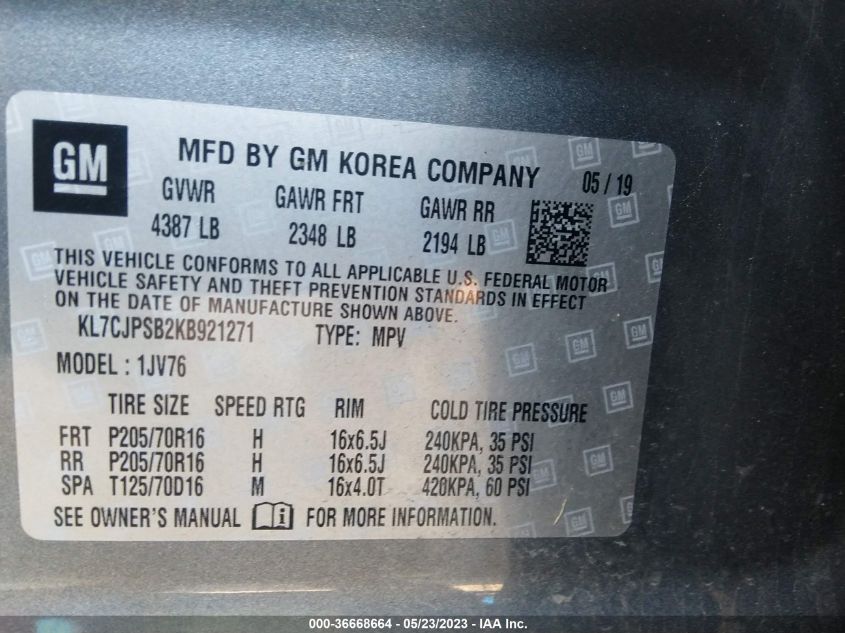 GM
MFD BY GM KOREA COMPANY 05 / 19
GVWR GAWR FRT GAWR RR
4387 LB 2348 LB 2194 LB
THIS VEHICLE CONFORMS TO ALL APPLICABLE U.S. FEDERAL MOTOR
VEHICLE SAFETY AND THEFT PREVENTION STANDARDS IN EFFECT
ON THE DATE OF MANUFACTURE SHOWN ABOVE.
KL7CJPSB2KB921271 TYPE: MPV
MODEL : 1JV76
TIRE SIZE SPEED RTG RIM COLD TIRE PRESSURE
FRT P205/70R16 H 16x6.5J 240KPA, 35 PSI
RR P205/70R16 H 16x6.5J 240KPA, 35 PSI
SPA T125/70D16 M 16x4.0T 420KPA, 60 PSI
SEE OWNER'S MANUAL i FOR MORE INFORMATION.
000-36668664 / 05/23/2023 - IAA Inc.